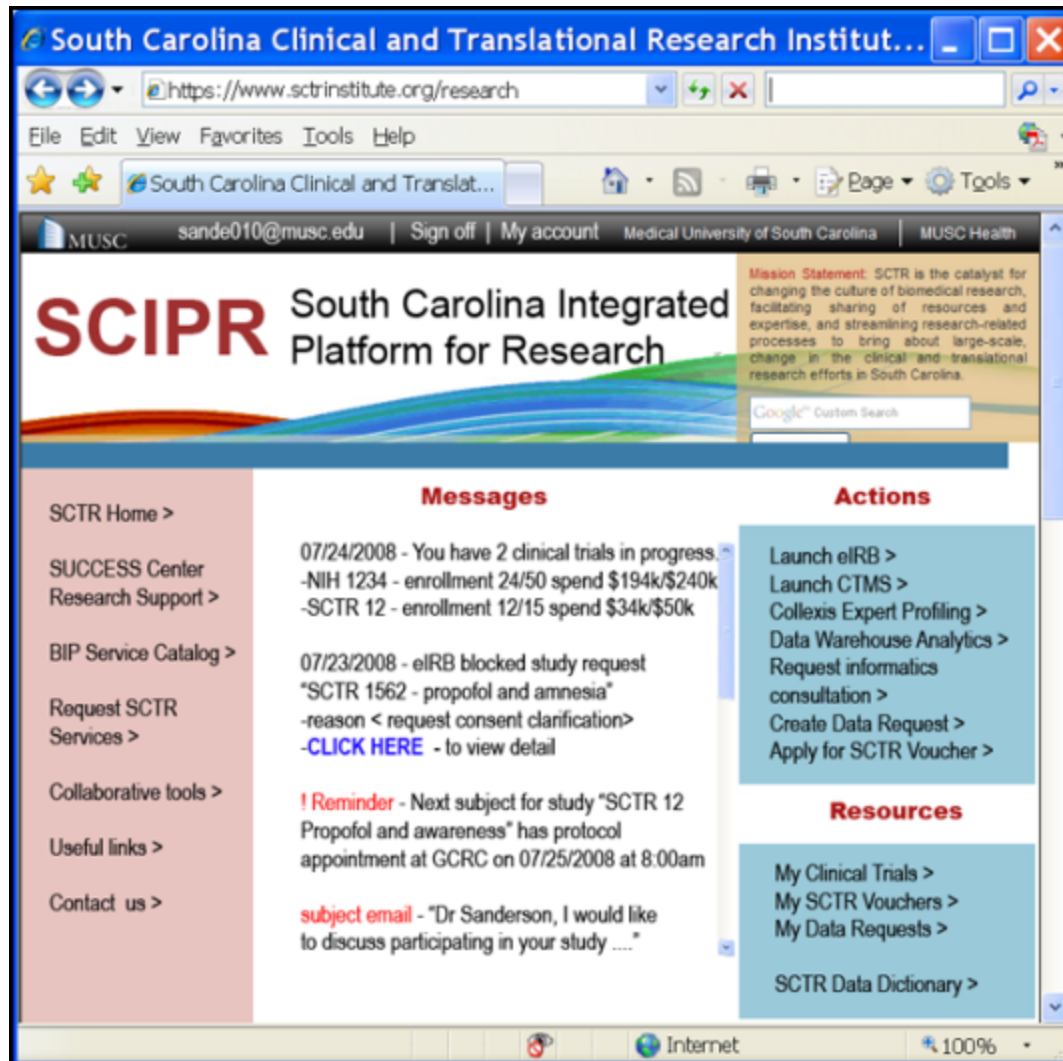 South Carolina Clinical and Translational Research Institut...
https://www.sctrinstitute.org/research
File Edit View Favorites Tools Help
South Carolina Clinical and Translat...
Page
Tools
MUSC
sande010@musc.edu | Sign off | My account
Medical University of South Carolina | MUSC Health
SCIPR
South Carolina Integrated
Platform for Research
Mission Statement: SCTR is the catalyst for
changing the culture of biomedical research,
facilitating sharing of resources and
expertise, and streamlining research-related
processes to bring about large-scale,
change in the clinical and translational
research efforts in South Carolina.
Google™ Custom Search
SCTR Home >
SUCCESS Center
Research Support >
BIP Service Catalog >
Request SCTR
Services >
Collaborative tools >
Useful links >
Contact us >
Messages
07/24/2008 - You have 2 clinical trials in progress.
-NIH 1234 - enrollment 24/50 spend $194k/$240k
-SCTR 12 - enrollment 12/15 spend $34k/$50k
07/23/2008 - eIRB blocked study request
"SCTR 1562 - propofol and amnesia"
-reason < request consent clarification>
-CLICK HERE - to view detail
! Reminder - Next subject for study "SCTR 12
Propofol and awareness" has protocol
appointment at GCRC on 07/25/2008 at 8:00am
subject email - "Dr Sanderson, I would like
to discuss participating in your study ...."
Actions
Launch eIRB >
Launch CTMS >
Collexis Expert Profiling >
Data Warehouse Analytics >
Request informatics
consultation >
Create Data Request >
Apply for SCTR Voucher >
Resources
My Clinical Trials >
My SCTR Vouchers >
My Data Requests >
SCTR Data Dictionary >
Internet
100%